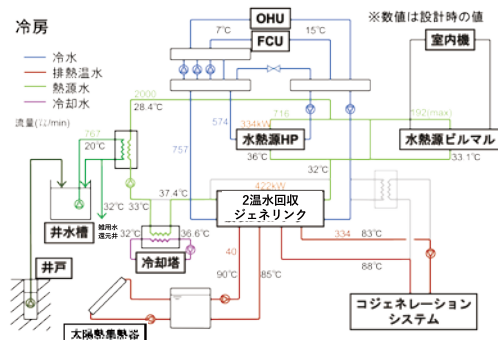 冷房
OHU
※数値は設計時の値
7℃
15℃
FCU
室内機
冷水
排熱温水
熱源水
冷却水
流量(㎥/min)
2000
28.4℃
574
334kW
716
192(max)
水熱源HP
水熱源ビルマル
767
20℃
757
36℃
33.1℃
32℃
37.4℃
422kW
32℃
33℃
2温水回収
ジェネリンク
井水槽
雑用水
還元井
32℃
36.6℃
冷却塔
40
334
83℃
井戸
90℃
85℃
88℃
コジェネレーション
システム
太陽熱集熱器